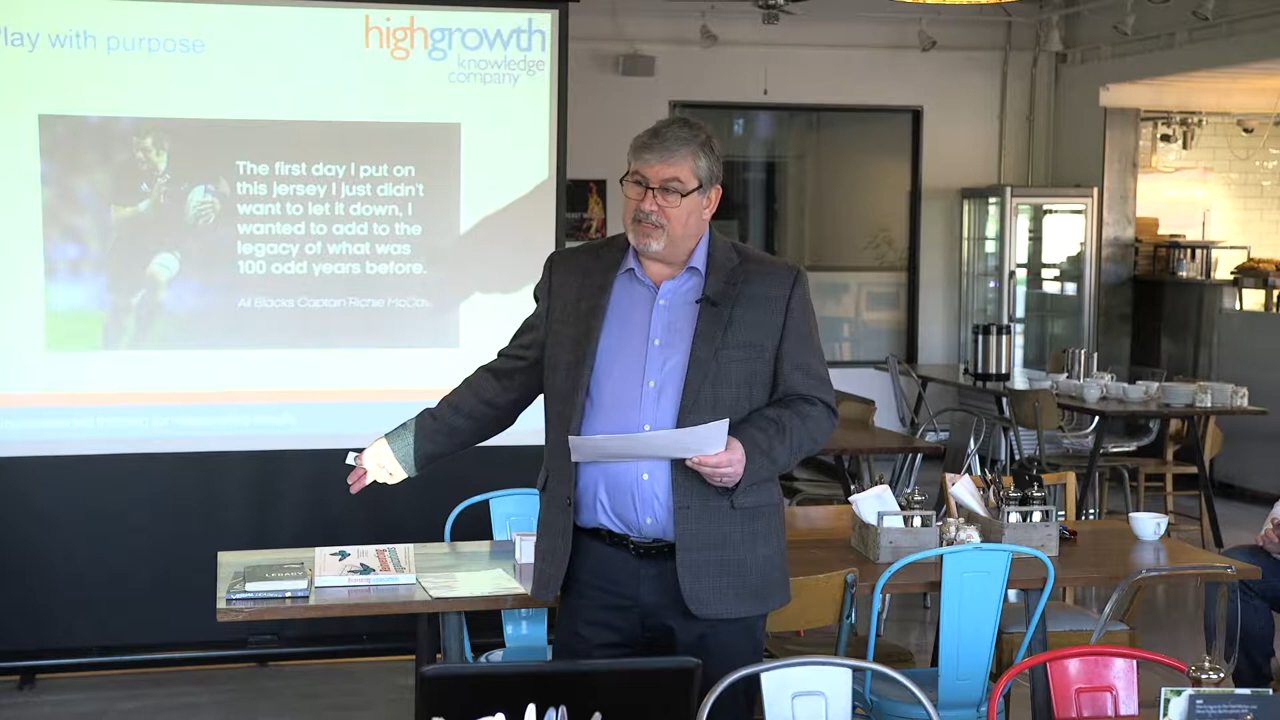 Play with purpose
highgrowth
knowledge
company
The first day I put on
this jersey I just didn't
want to let it down, I
wanted to add to the
legacy of what was
100 odd years before.
All Blacks Captain Richie McCaw
LEGACY